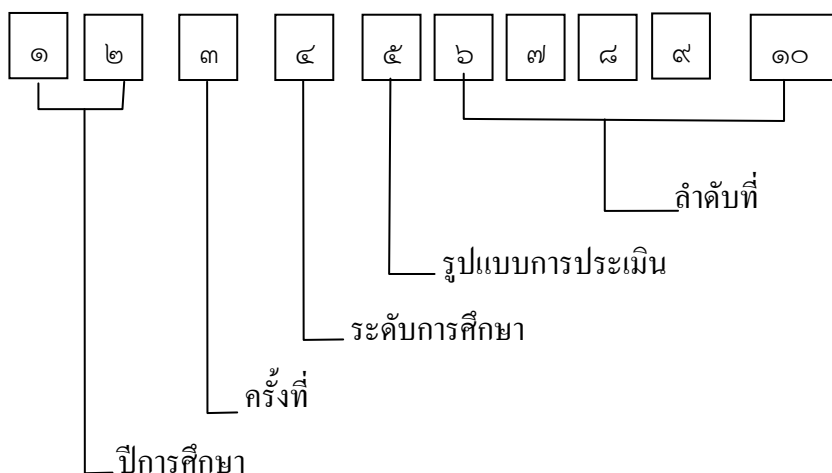 ๑ ๒ ๓ ๔ ๕ ๖ ๗ ๘ ๙ ๑๐
ลำดับที่
รูปแบบการประเมิน
ระดับการศึกษา
ครั้งที่
ปีการศึกษา